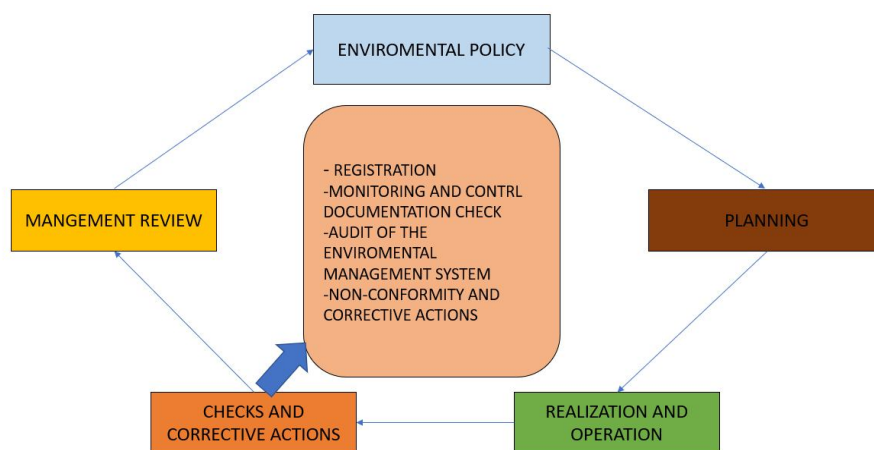 ENVIROMENTAL POLICY
- REGISTRATION
-MONITORING AND CONTRL
DOCUMENTATION CHECK
-AUDIT OF THE
ENVIROMENTAL
MANAGEMENT SYSTEM
-NON-CONFORMITY AND
CORRECTIVE ACTIONS
MANGEMENT REVIEW
PLANNING
CHECKS AND
CORRECTIVE ACTIONS
REALIZATION AND
OPERATION